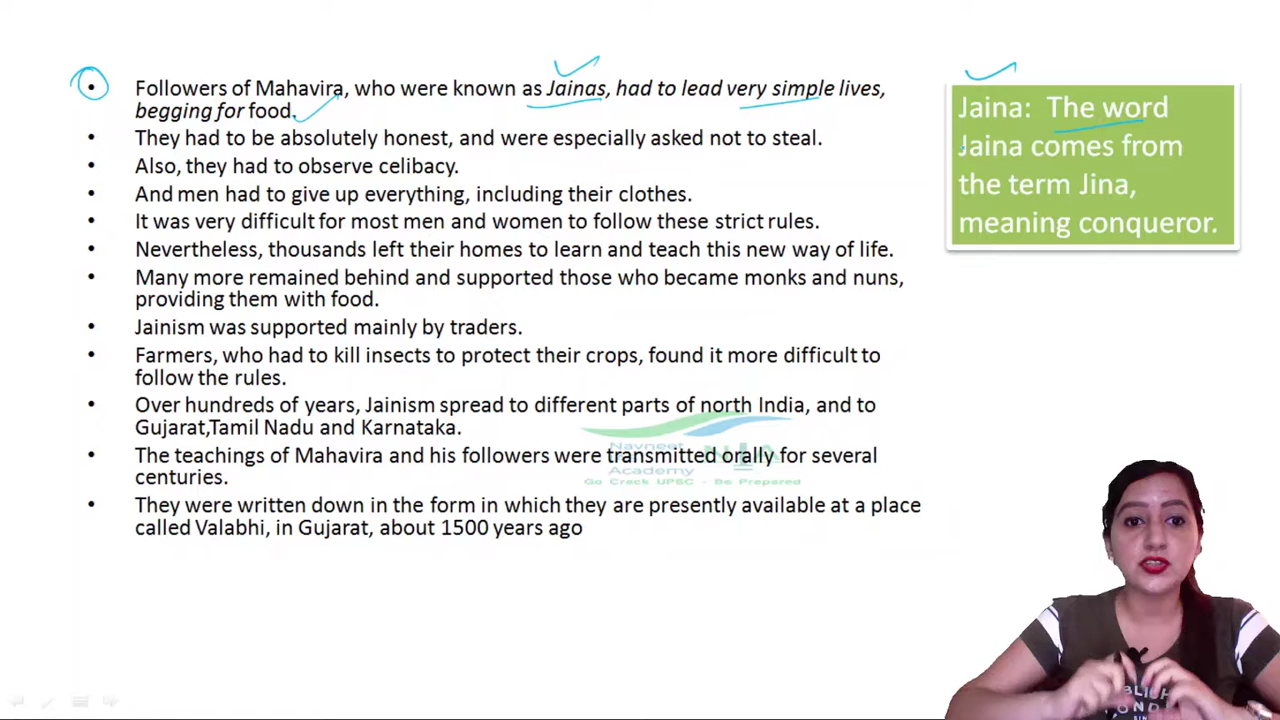 • Followers of Mahavira, who were known as Jainas, had to lead very simple lives,
begging for food.
• They had to be absolutely honest, and were especially asked not to steal.
• Also, they had to observe celibacy.
• And men had to give up everything, including their clothes.
• It was very difficult for most men and women to follow these strict rules.
• Nevertheless, thousands left their homes to learn and teach this new way of life.
• Many more remained behind and supported those who became monks and nuns,
providing them with food.
• Jainism was supported mainly by traders.
• Farmers, who had to kill insects to protect their crops, found it more difficult to
follow the rules.
• Over hundreds of years, Jainism spread to different parts of north India, and to
Gujarat,Tamil Nadu and Karnataka.
• The teachings of Mahavira and his followers were transmitted orally for several
centuries.
• They were written down in the form in which they are presently available at a place
called Valabhi, in Gujarat, about 1500 years ago
Jaina: The word
Jaina comes from
the term Jina,
meaning conqueror.
Navneet
Academy
Go Crack UPSC - Be Prepared